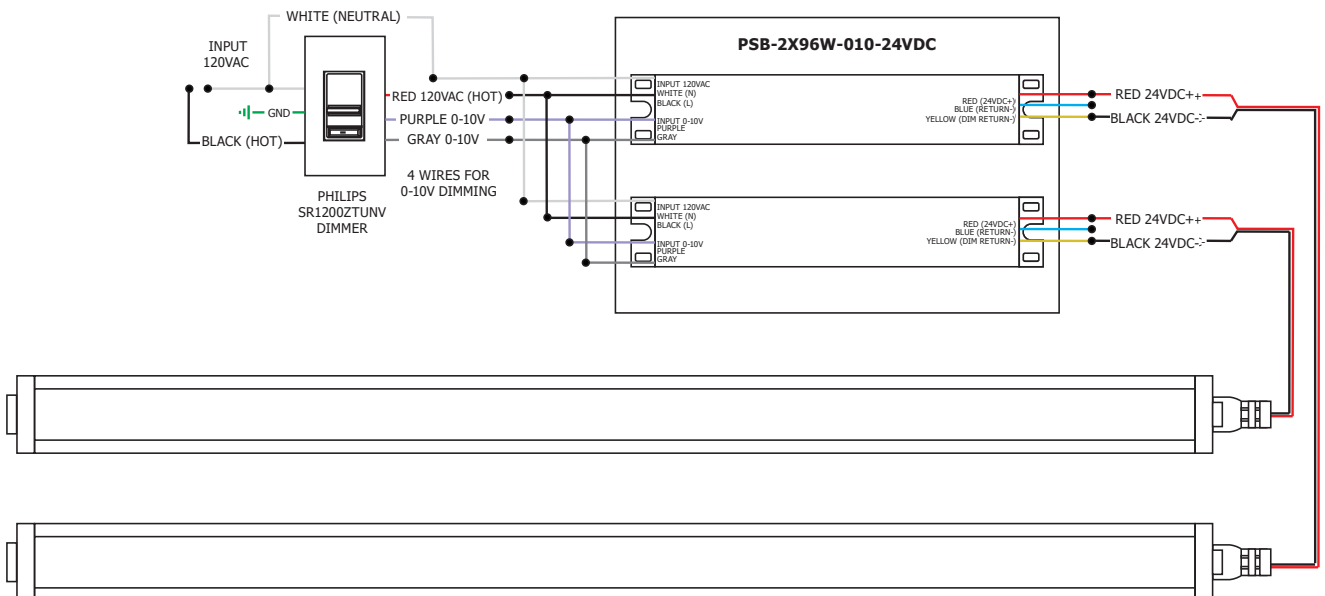 WHITE (NEUTRAL)
INPUT
120VAC
GND
BLACK (HOT)
PHILIPS
SR1200ZTUNV
DIMMER
RED 120VAC (HOT)
PURPLE 0-10V
GRAY 0-10V
4 WIRES FOR
0-10V DIMMING
PSB-2X96W-010-24VDC
INPUT 120VAC
WHITE (N)
BLACK (L)
INPUT 0-10V
PURPLE
GRAY
RED (24VDC+)
BLUE (RETURN-)
YELLOW (DIM RETURN-)
RED 24VDC++
BLACK 24VDC--
INPUT 120VAC
WHITE (N)
BLACK (L)
INPUT 0-10V
PURPLE
GRAY
RED (24VDC+)
BLUE (RETURN-)
YELLOW (DIM RETURN-)
RED 24VDC++
BLACK 24VDC--